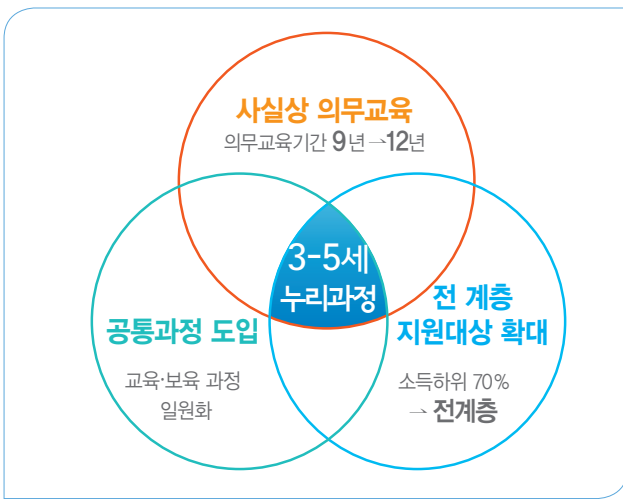 사실상 의무교육
의무교육기간 9년→12년
3-5세
누리과정
공통과정 도입
교육·보육 과정
일원화
전 계층
지원대상 확대
소득하위 70%
→ 전계층